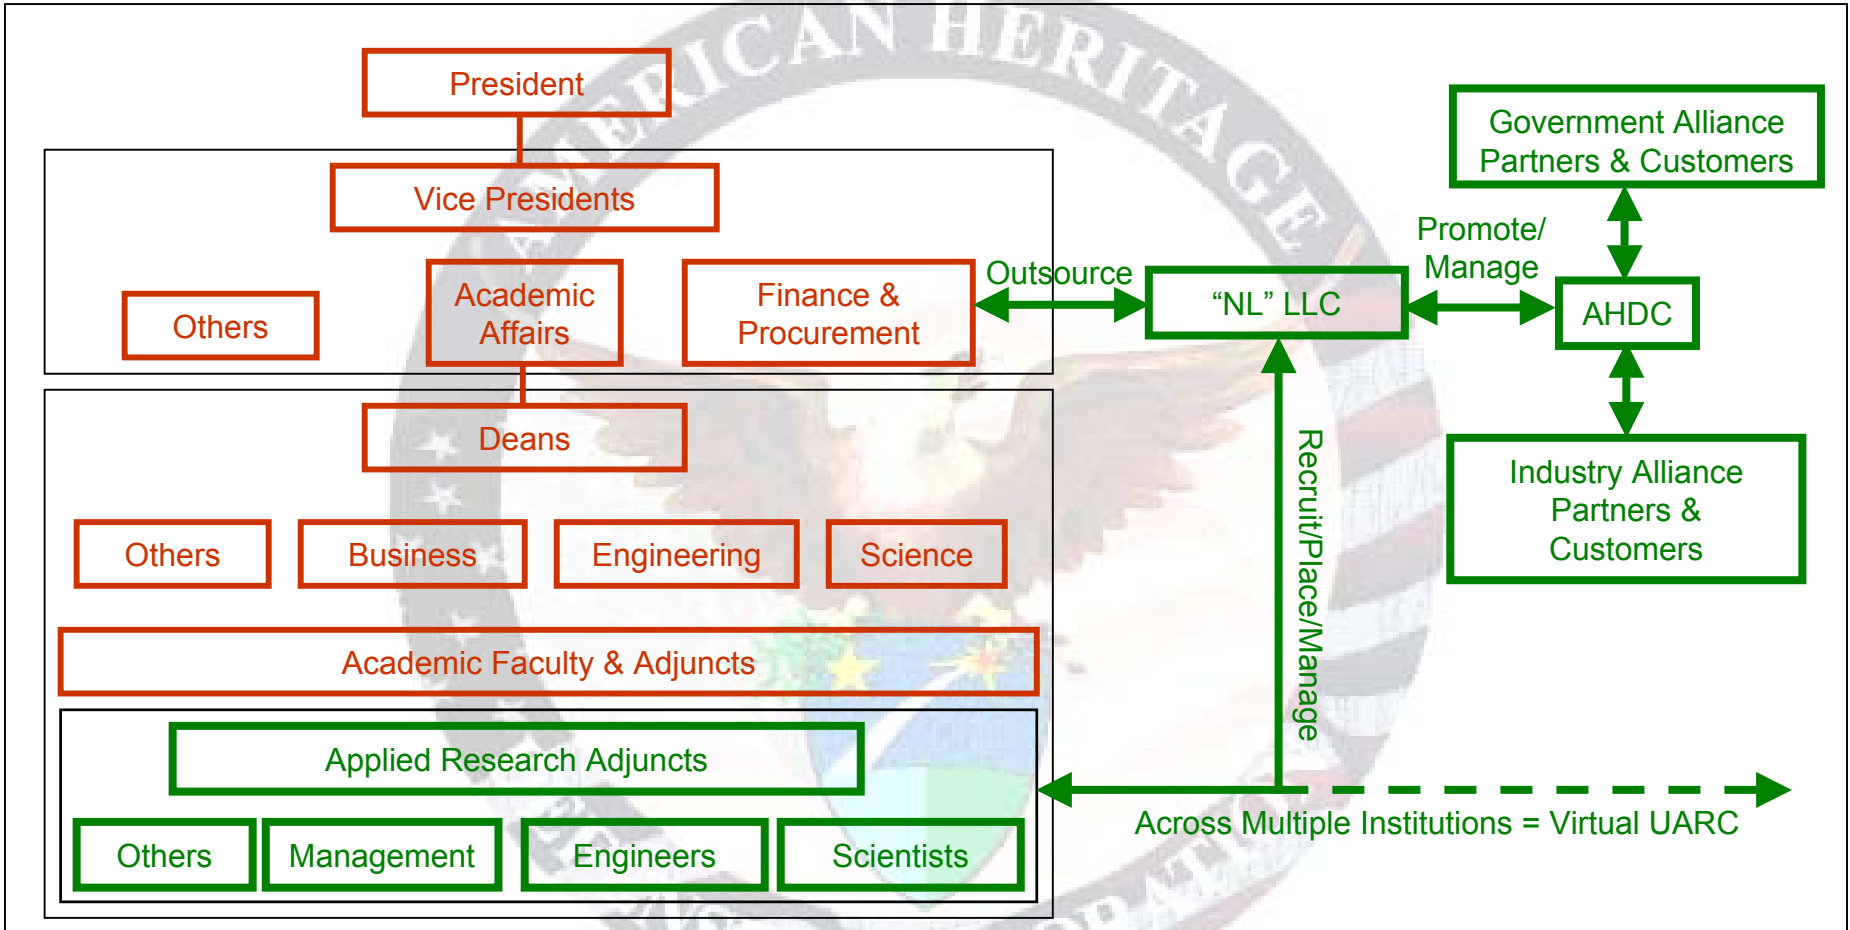 AMERICAN HERITAGE
President
Vice Presidents
Others
Academic
Affairs
Finance &
Procurement
Outsource
“NL” LLC
Promote/
Manage
AHDC
Government Alliance
Partners & Customers
Industry Alliance
Partners &
Customers
Deans
Others
Business
Engineering
Science
Academic Faculty & Adjuncts
Recruit/Place/Manage
Applied Research Adjuncts
Others
Management
Engineers
Scientists
Across Multiple Institutions = Virtual UARC